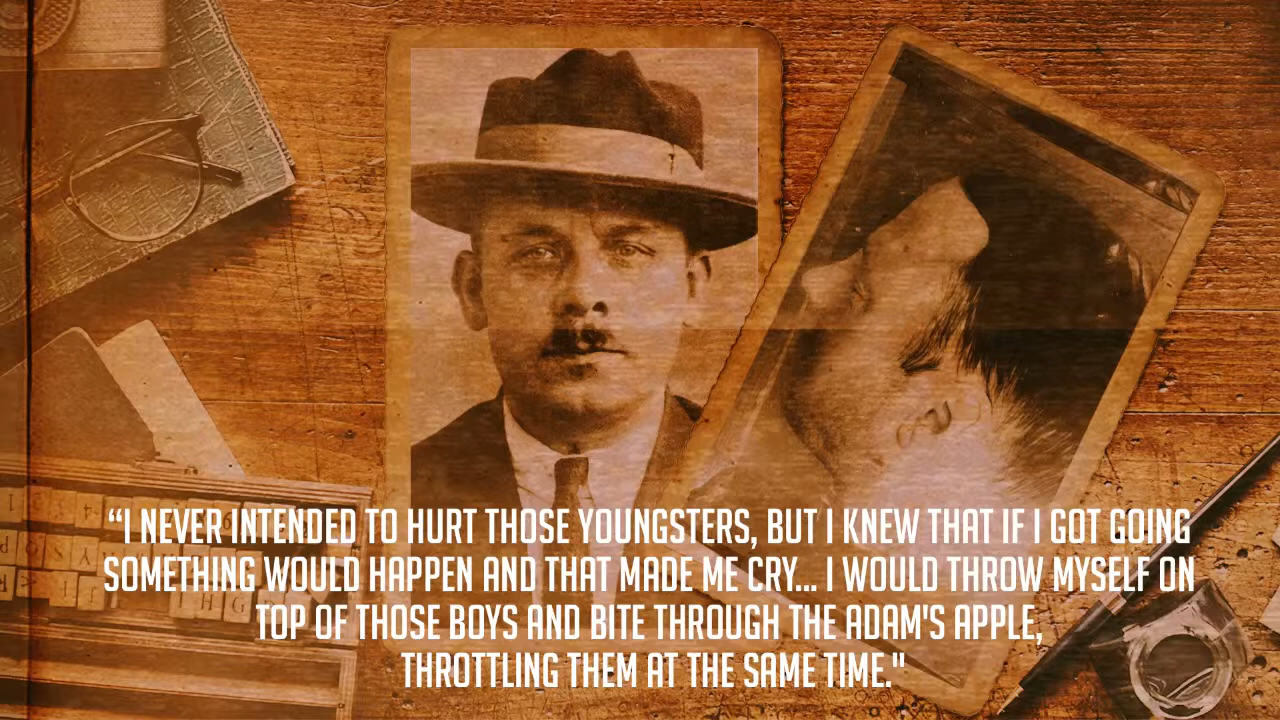 “I NEVER INTENDED TO HURT THOSE YOUNGSTERS, BUT I KNEW THAT IF I GOT GOING
SOMETHING WOULD HAPPEN AND THAT MADE ME CRY... I WOULD THROW MYSELF ON
TOP OF THOSE BOYS AND BITE THROUGH THE ADAM'S APPLE,
THROTTLING THEM AT THE SAME TIME."